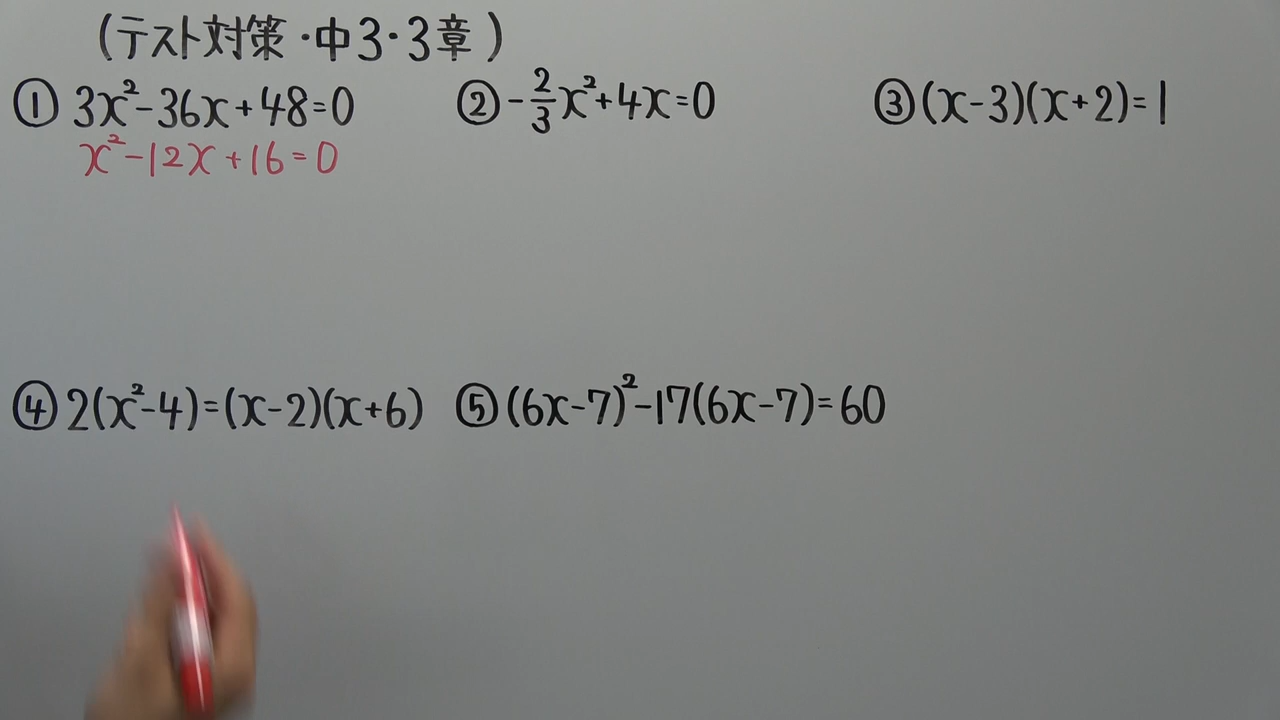 (テスト対策・中3・3章)
① 3x²-36x+48=0
x²-12x+16=0
② -2/3x²+4x=0
③ (x-3)(x+2)=1
④ 2(x²-4)=(x-2)(x+6)
⑤ (6x-7)²-17(6x-7)=60